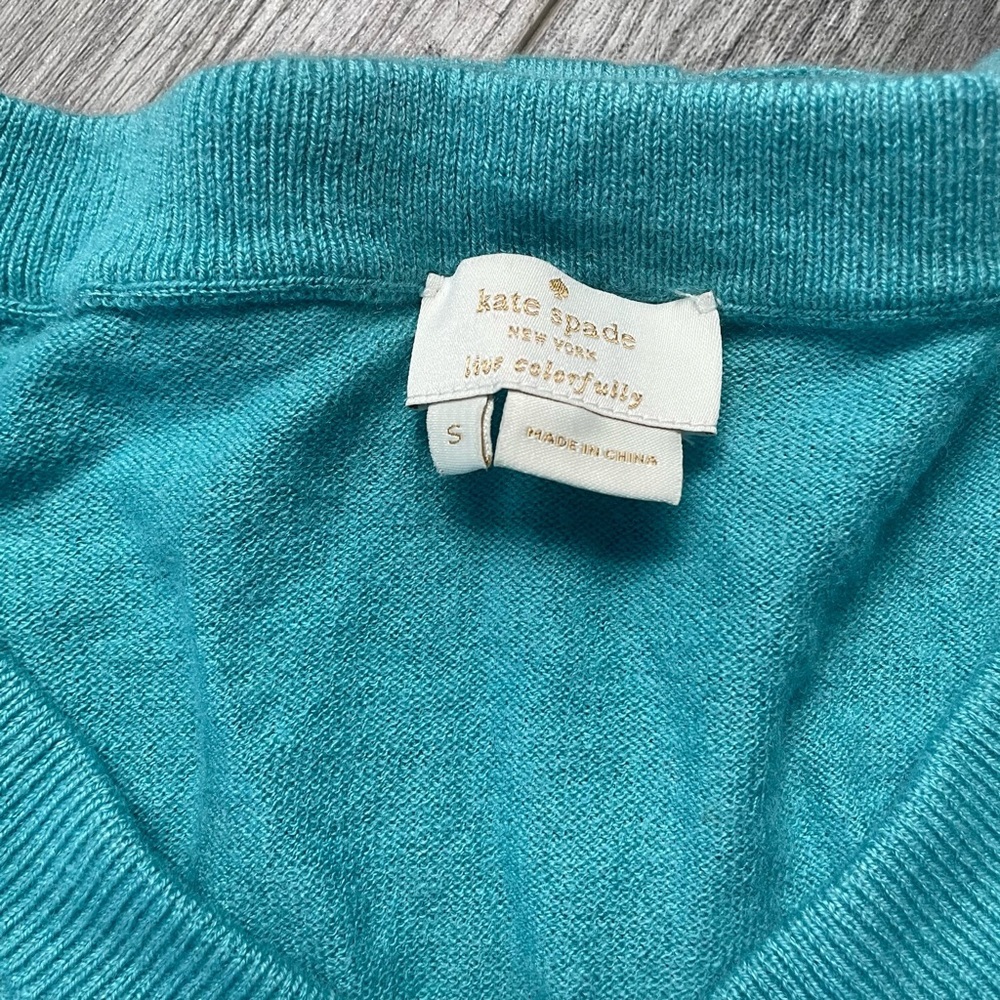 kate spade
NEW YORK
live colorfully
S
MADE IN CHINA